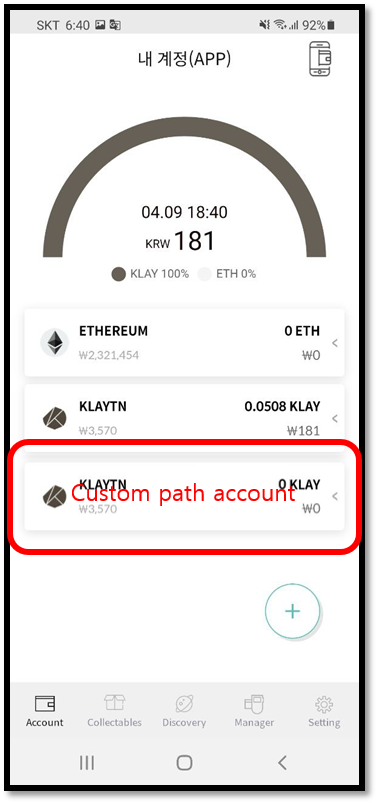 SKT 6:40 92%
내 계정(APP)
04.09 18:40
KRW 181
KLAY 100% ETH 0%
ETHEREUM 0 ETH
₩2,321,454 ₩0
KLAYTN 0.0508 KLAY
₩3,570 ₩181
KLAYTN 0 KLAY
Custom path account
₩3,570 ₩0
Account Collectables Discovery Manager Setting